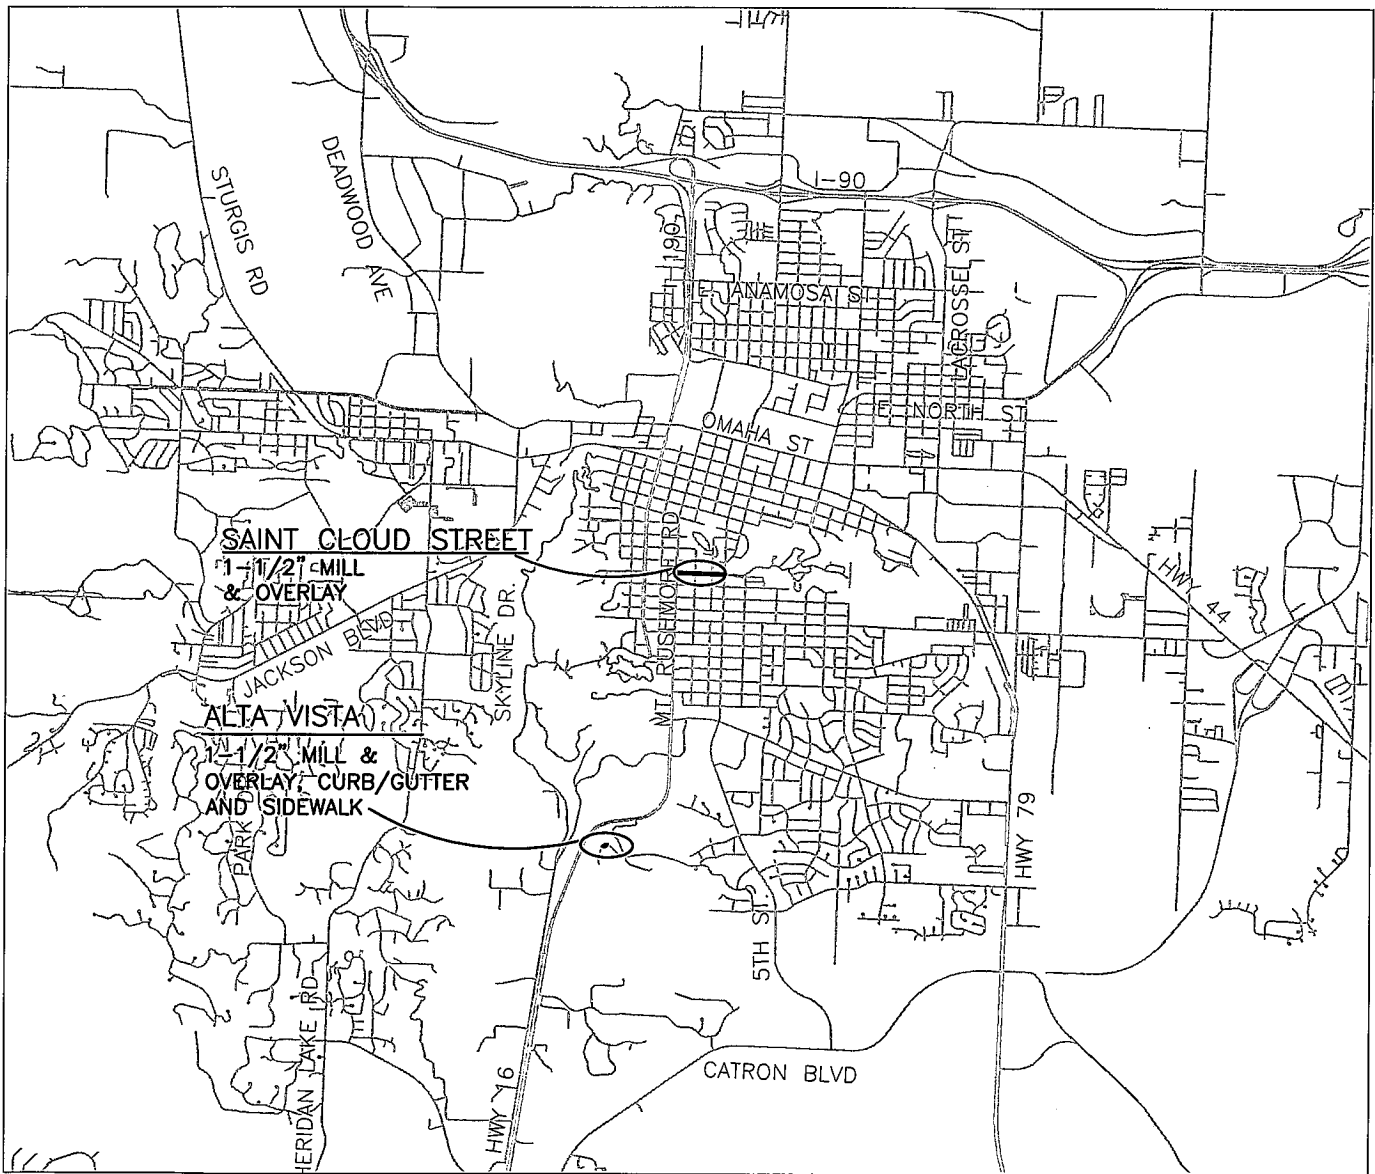 STURGIS RD
DEADWOOD AVE
I-90
I-190
E. ANAMOSA ST
LACROSSE ST
E. NORTH ST
OMAHA ST
SAINT CLOUD STREET
1-1/2" MILL
& OVERLAY
JACKSON BLVD
SKYLINE DR.
MT RUSHMORE RD
HWY 44
ALTA VISTA
1-1/2" MILL &
OVERLAY, CURB/GUTTER
AND SIDEWALK
PARK D
HWY 79
5TH ST.
HERIDAN LAKE RD
HWY 16
CATRON BLVD